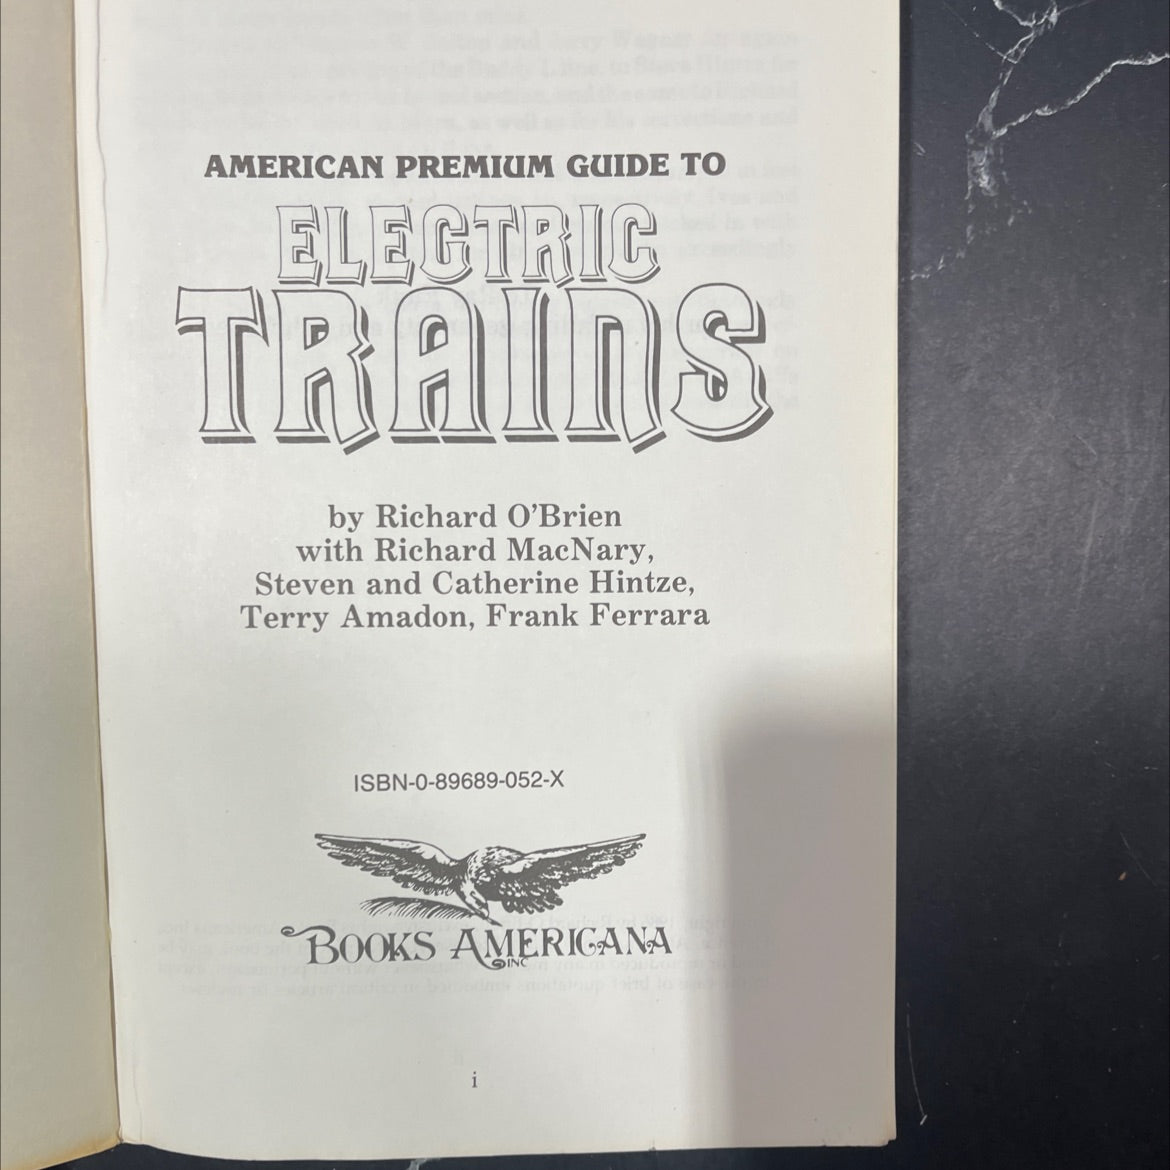 AMERICAN PREMIUM GUIDE TO
ELECTRIC
TRAINS
by Richard O'Brien
with Richard MacNary,
Steven and Catherine Hintze,
Terry Amadon, Frank Ferrara
ISBN-0-89689-052-X
BOOKS AMERICANA
INC
i